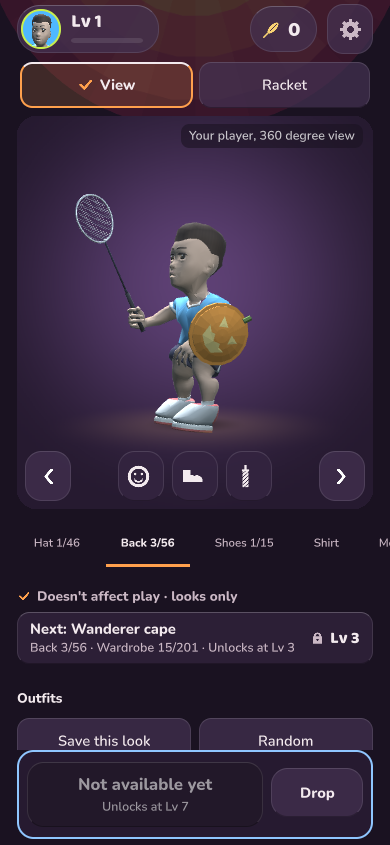 Lv 1
0
View
Racket
Your player, 360 degree view
Hat 1/46
Back 3/56
Shoes 1/15
Shirt
Doesn't affect play · looks only
Next: Wanderer cape
Back 3/56 · Wardrobe 15/201 · Unlocks at Lv 3
Lv 3
Outfits
Save this look
Random
Not available yet
Unlocks at Lv 7
Drop